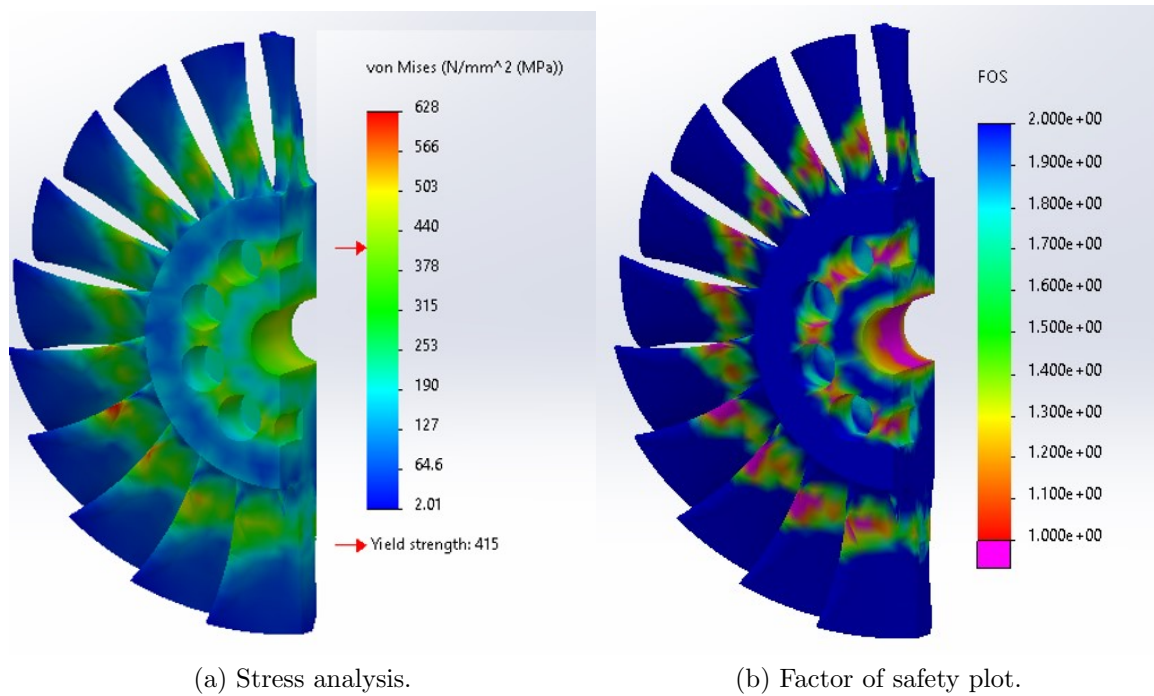 von Mises (N/mm^2 (MPa))
628
566
503
440
378
315
253
190
127
64.6
2.01
Yield strength: 415
FOS
2.000e+00
1.900e+00
1.800e+00
1.700e+00
1.600e+00
1.500e+00
1.400e+00
1.300e+00
1.200e+00
1.100e+00
1.000e+00
(a) Stress analysis.
(b) Factor of safety plot.